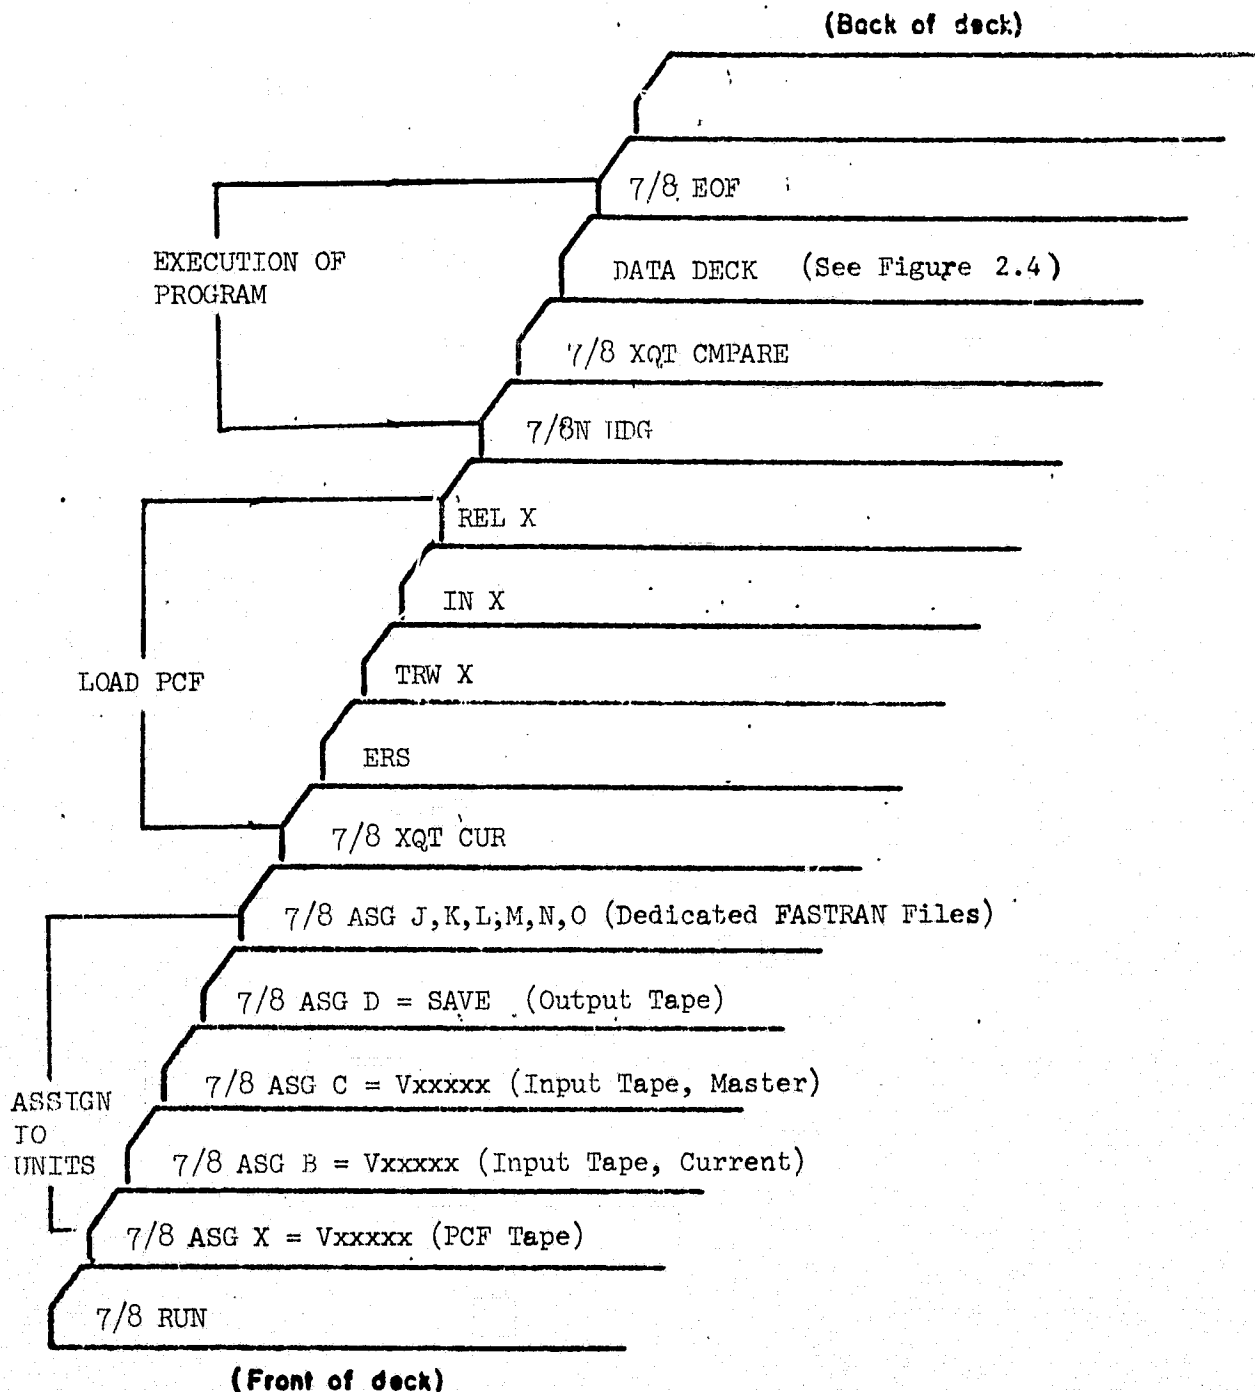 (Back of deck)
7/8 EOF
EXECUTION OF
PROGRAM
DATA DECK (See Figure 2.4)
7/8 XQT CMPARE
7/8N HDG
REL X
IN X
LOAD PCF
TRW X
ERS
7/8 XQT CUR
7/8 ASG J,K,L,M,N,O (Dedicated FASTRAN Files)
7/8 ASG D = SAVE (Output Tape)
7/8 ASG C = Vxxxxx (Input Tape, Master)
ASSIGN
TO
UNITS
7/8 ASG B = Vxxxxx (Input Tape, Current)
7/8 ASG X = Vxxxxx (PCF Tape)
7/8 RUN
(Front of deck)